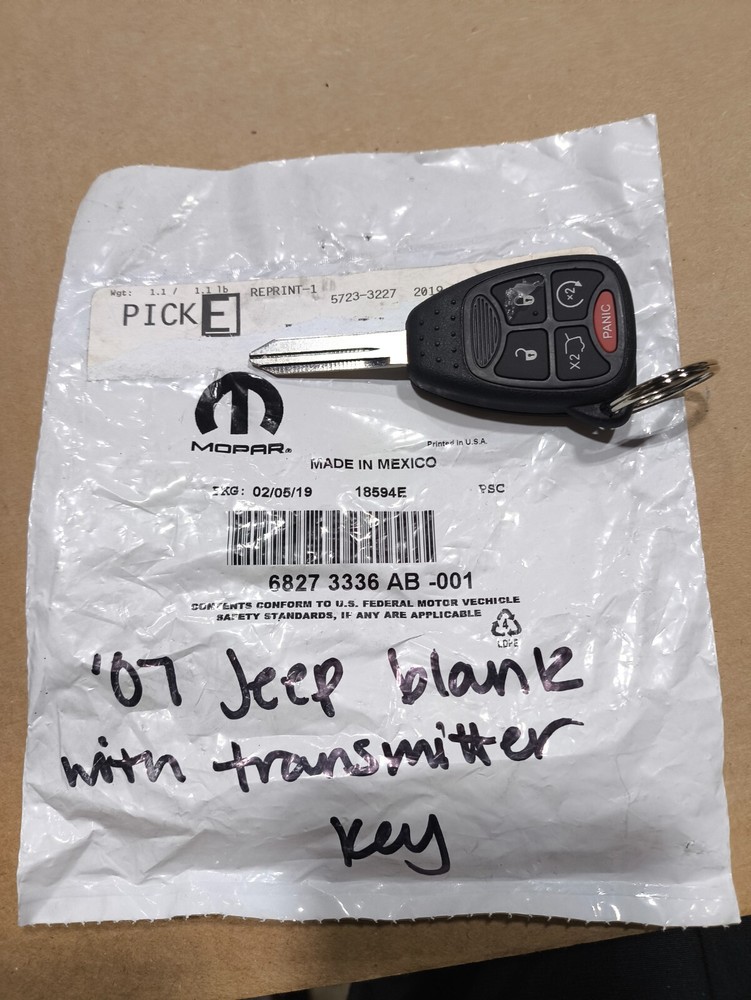 Wgt: 1.1 / 1.1 lb REPRINT-1 5723-3227 2019
PICKE
x2
PANIC
X2
MOPAR®
Printed in U.S.A.
MADE IN MEXICO
PKG: 02/05/19 18594E PSC
6827 3336 AB -001
CONTENTS CONFORM TO U.S. FEDERAL MOTOR VECHICLE
SAFETY STANDARDS, IF ANY ARE APPLICABLE
4
LDPE
'07 Jeep blank
with transmitter
key